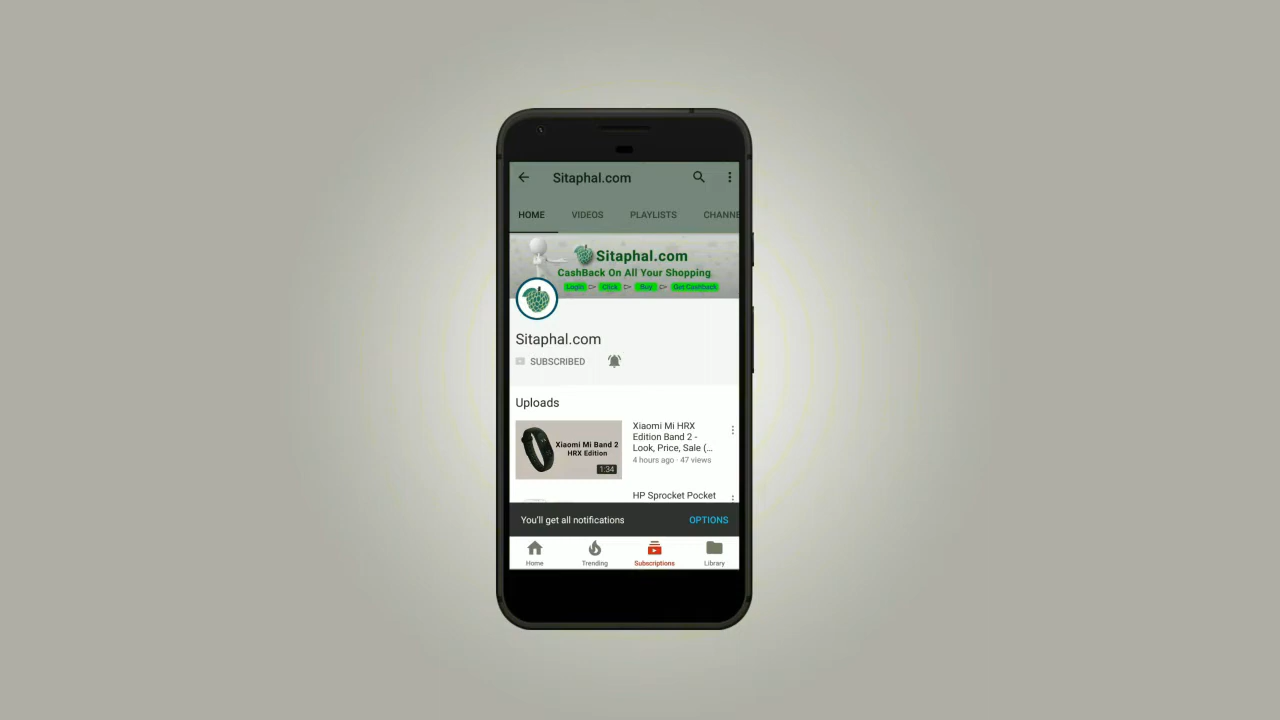 Sitaphal.com
HOME VIDEOS PLAYLISTS CHANNE
Sitaphal.com
CashBack On All Your Shopping
Login Click Buy Get Cashback
Sitaphal.com
SUBSCRIBED
Uploads
Xiaomi Mi Band 2
HRX Edition
1:34
Xiaomi Mi HRX
Edition Band 2 -
Look, Price, Sale (...
4 hours ago · 47 views
HP Sprocket Pocket
You'll get all notifications OPTIONS
Home Trending Subscriptions Library